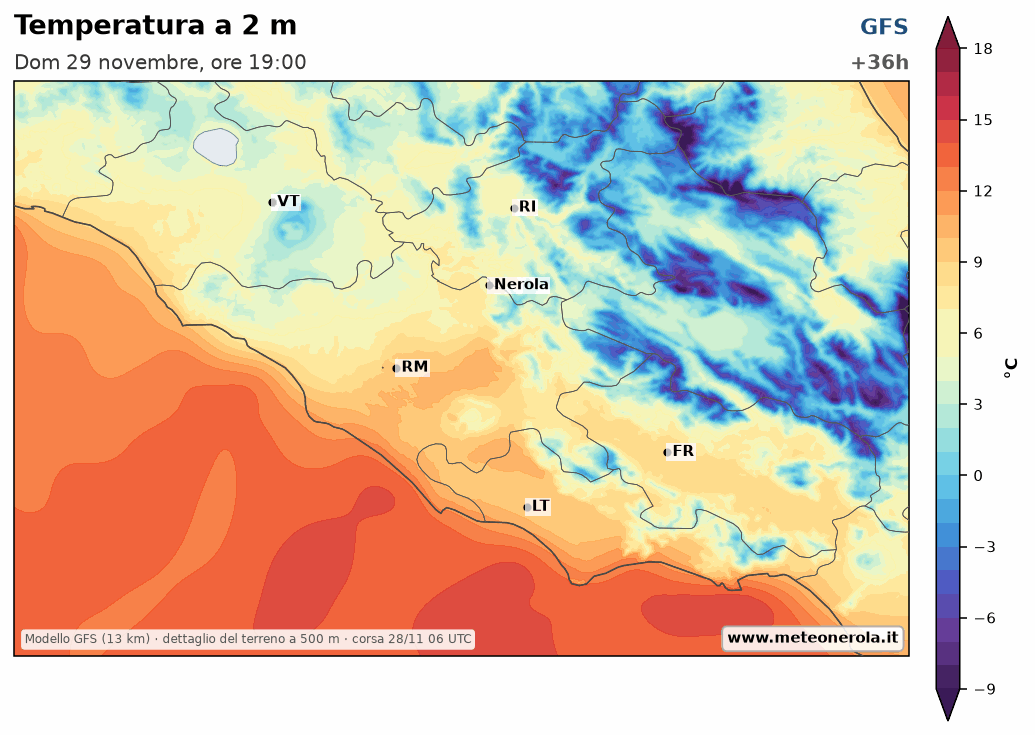 Temperatura a 2 m
GFS
Dom 29 novembre, ore 19:00
+36h
VT
RI
Nerola
RM
FR
LT
Modello GFS (13 km) · dettaglio del terreno a 500 m · corsa 28/11 06 UTC
www.meteonerola.it
18
15
12
9
6
3
0
−3
−6
−9
°C